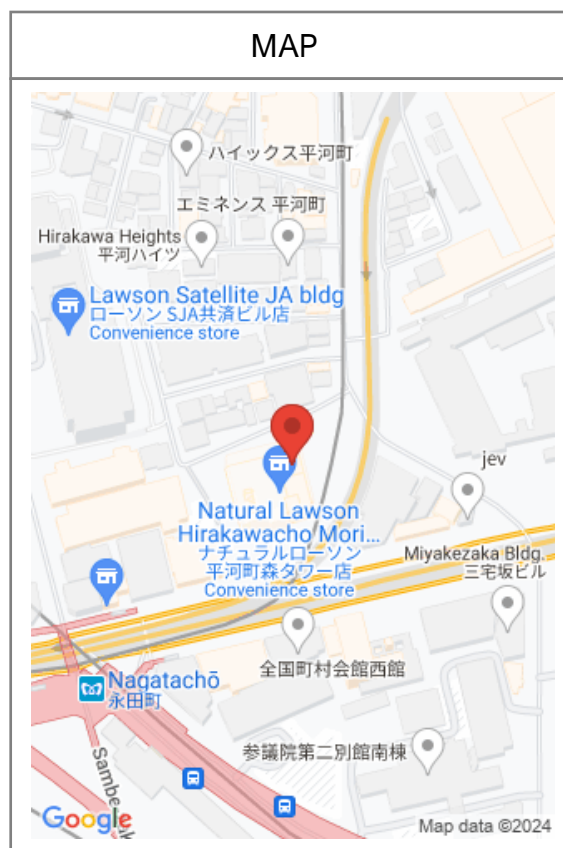 MAP
ハイックス平河町
エミネンス 平河町
Hirakawa Heights
平河ハイツ
Lawson Satellite JA bldg
ローソン SJA共済ビル店
Convenience store
jev
Natural Lawson
Hirakawacho Mori...
ナチュラルローソン
平河町森タワー店
Convenience store
Miyakezaka Bldg.
三宅坂ビル
全国町村会館西館
Nagatachō
永田町
参議院第二別館南棟
Google
Map data ©2024